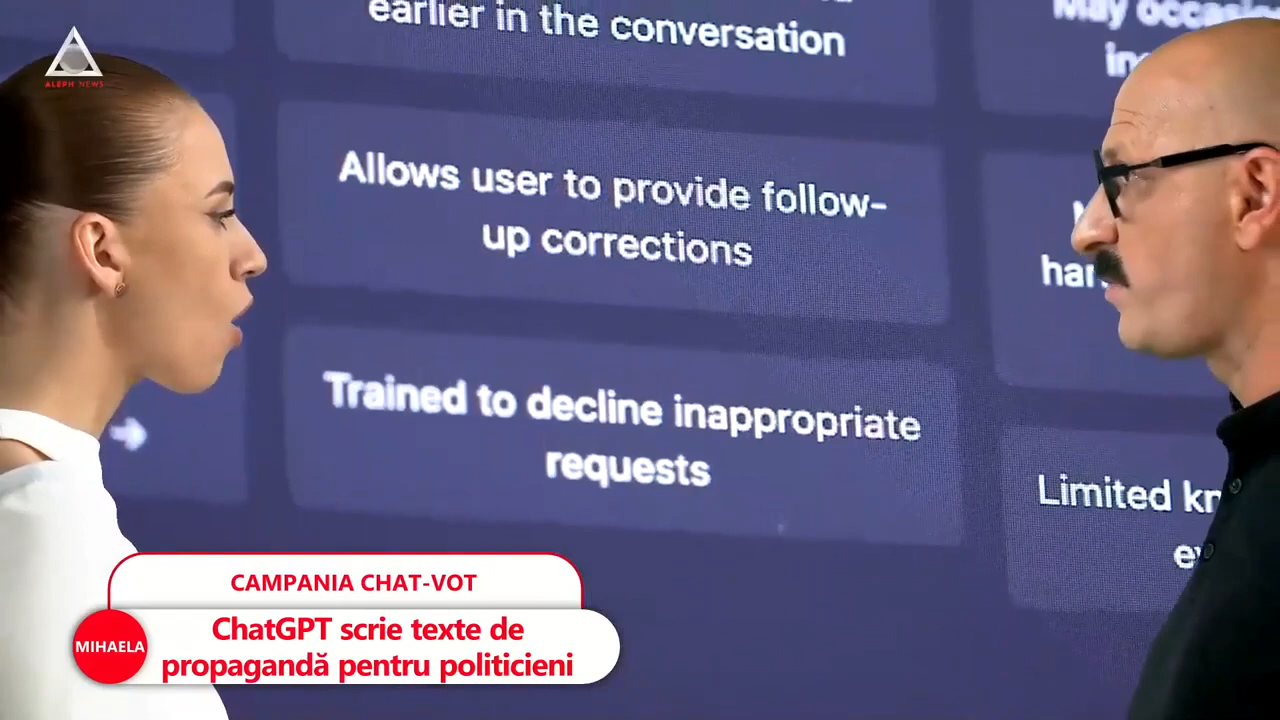 ALEPH NEWS
earlier in the conversation
May
Allows user to provide follow-
up corrections
Trained to decline inappropriate
requests
Limited
CAMPANIA CHAT-VOT
MIHAELA
ChatGPT scrie texte de
propagandă pentru politicieni